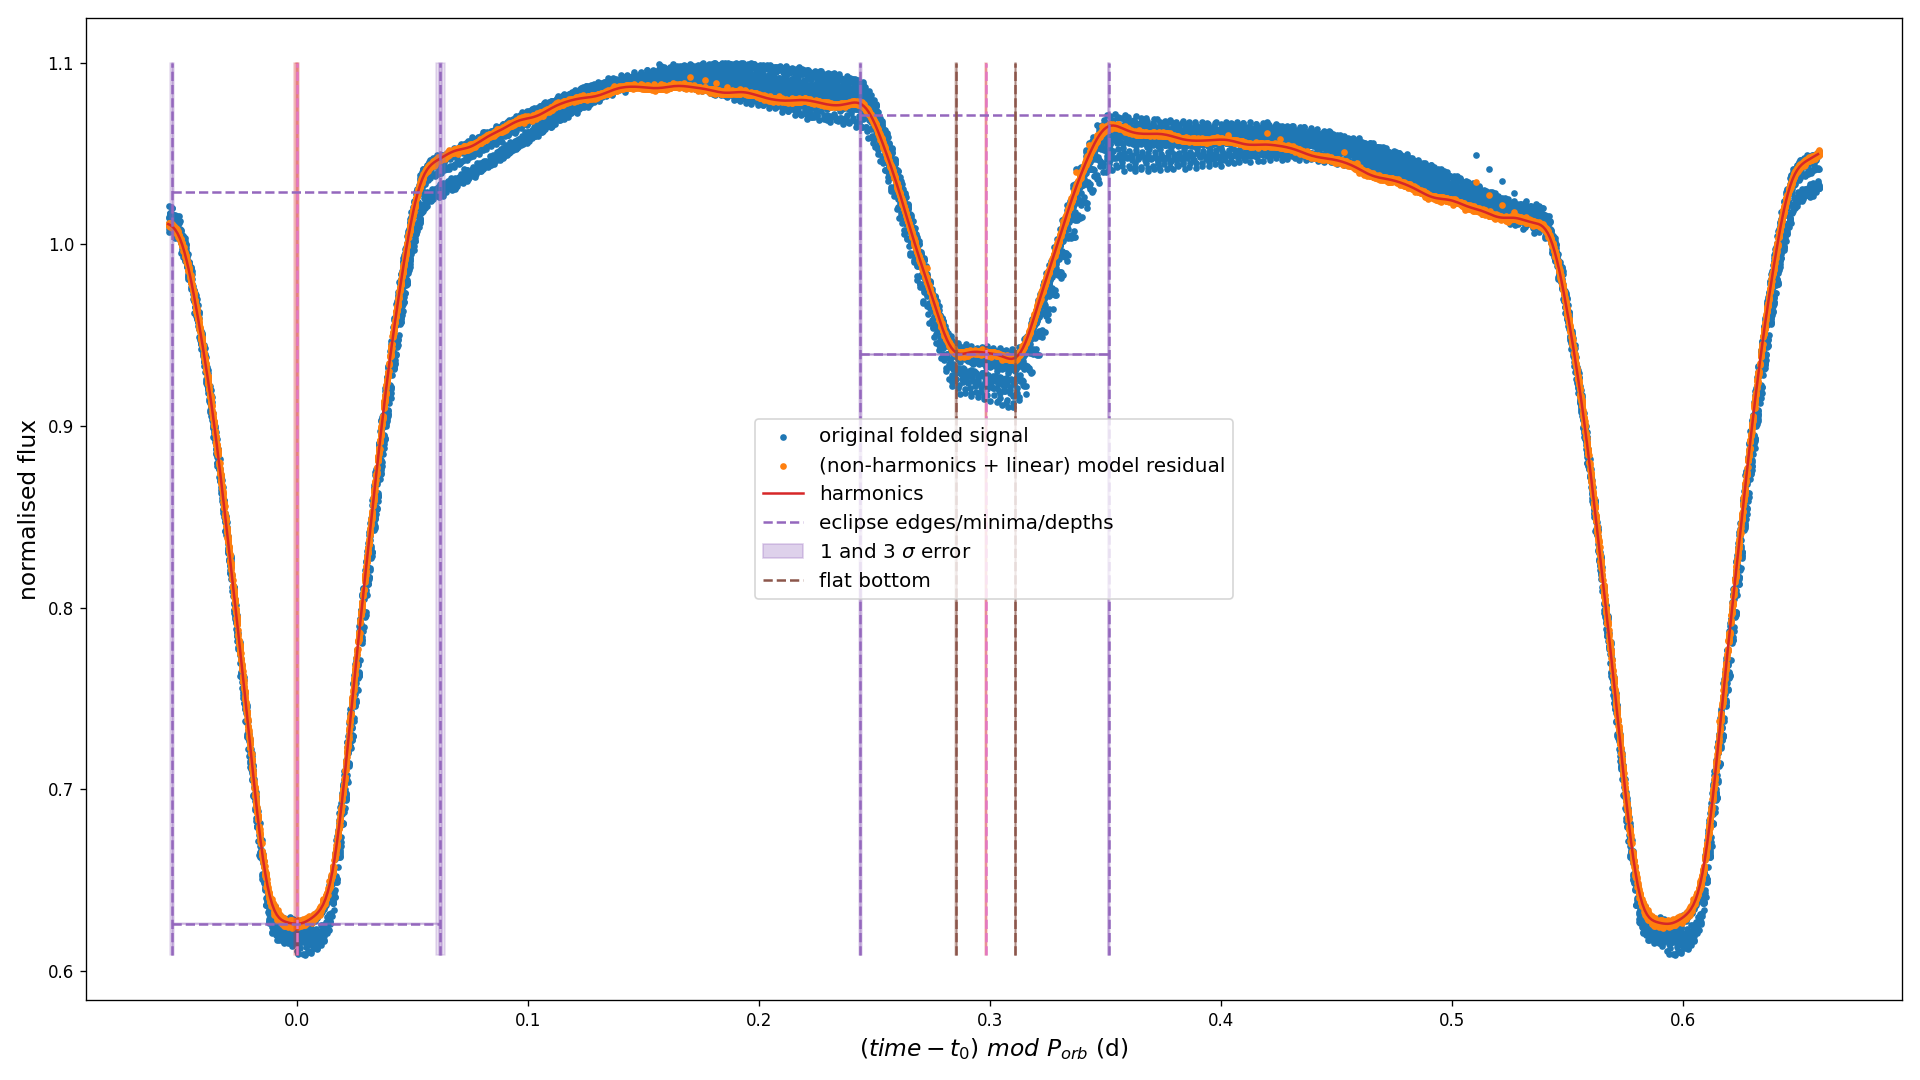 1.1
1.0
0.9
0.8
0.7
0.6
normalised flux
original folded signal
(non-harmonics + linear) model residual
harmonics
eclipse edges/minima/depths
1 and 3 σ error
flat bottom
0.0 0.1 0.2 0.3 0.4 0.5 0.6
(time − t₀) mod Pₒᵣb (d)